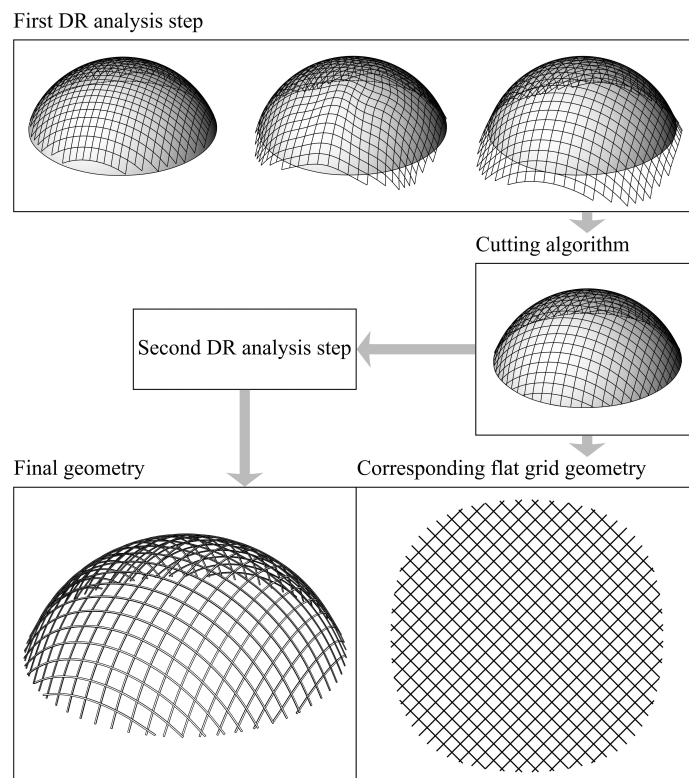 First DR analysis step
Cutting algorithm
Second DR analysis step
Final geometry
Corresponding flat grid geometry